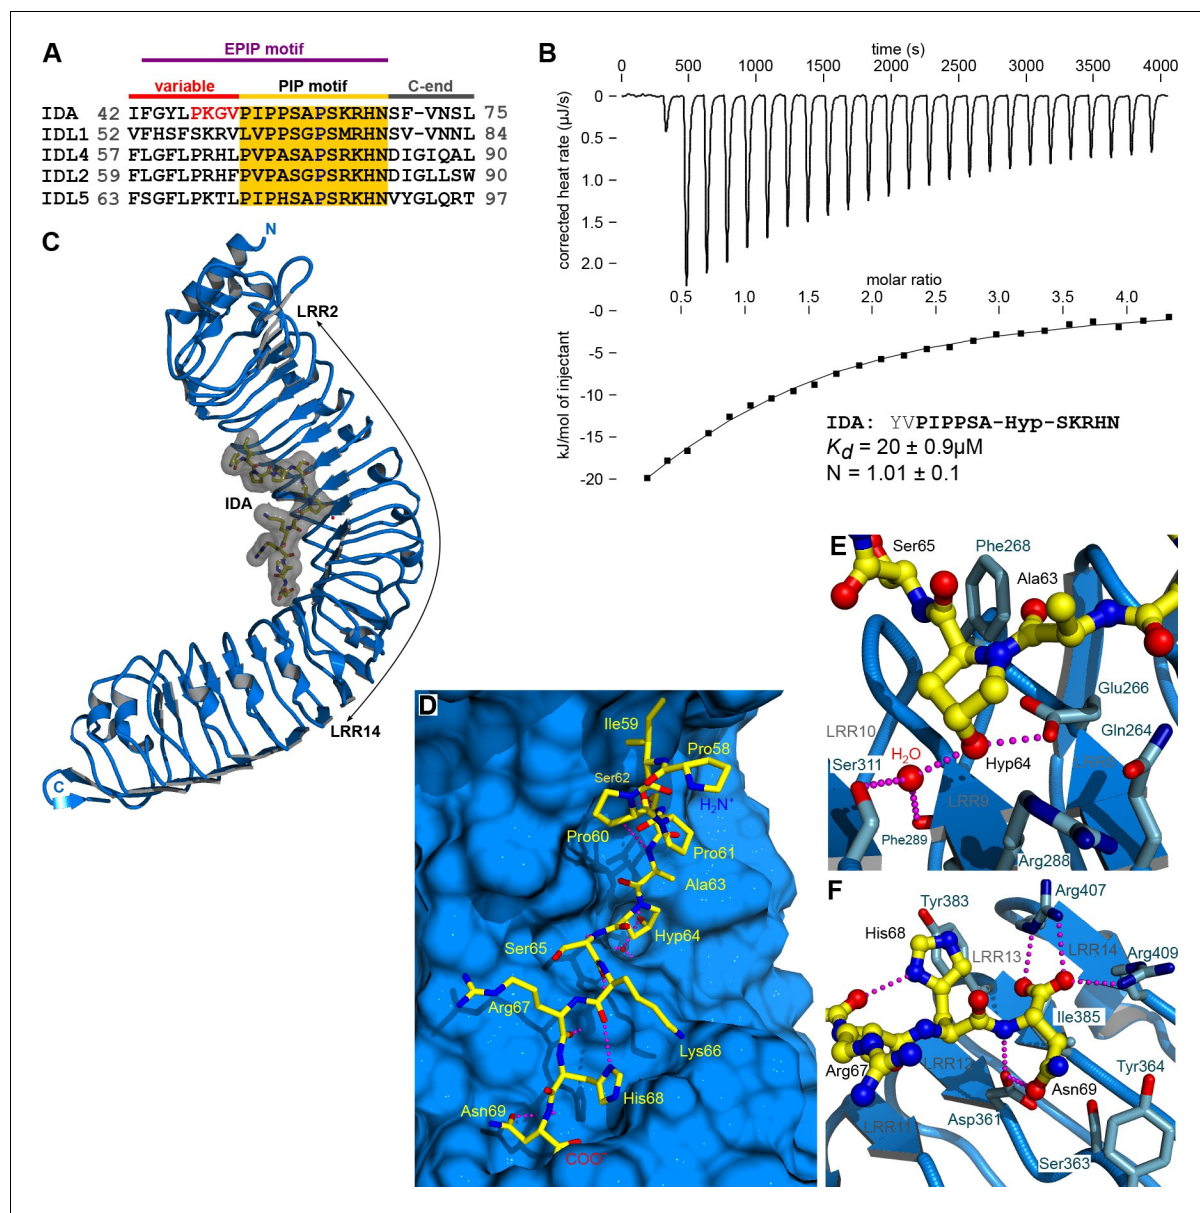 A
EPIP motif
variable PIP motif C-end
IDA 42 IFGYLPKGVPIPPSAPSKRHNSF-VNSL 75
IDL1 52 VFHSFSKRVLVPPSGPSMRHNSV-VNNL 84
IDL4 57 FLGFLPRHLPVPASAPSRKHNDIGIQAL 90
IDL2 59 FLGFLPRHFPVPASGPSRKHNDIGLLSW 90
IDL5 63 FSGFLPKTLPIPHSAPSRKHNVYGLQRT 97
B
time (s)
0 500 1000 1500 2000 2500 3000 3500 4000
corrected heat rate (µJ/s)
0
0.5
1.0
1.5
2.0
molar ratio
0.5 1.0 1.5 2.0 2.5 3.0 3.5 4.0
kJ/mol of injectant
-0
-5
-10
-15
-20
IDA: YVPIPPSA-Hyp-SKRHN
Kd = 20 ± 0.9µM
N = 1.01 ± 0.1
C
N
LRR2
IDA
LRR14
C
D
Ile59
Pro58
Ser62
H₂N⁺
Pro60
Pro61
Ala63
Hyp64
Ser65
Arg67
Lys66
His68
Asn69
COO⁻
E
Ser65
Phe268
Ala63
Glu266
Gln264
LRR10
Ser311
H₂O
Hyp64
LRR9
Phe289
Arg288
F
Arg407
Tyr383
His68
LRR13
LRR14
Arg409
Ile385
Arg67
Tyr364
Asn69
Asp361
LRR11
Ser363